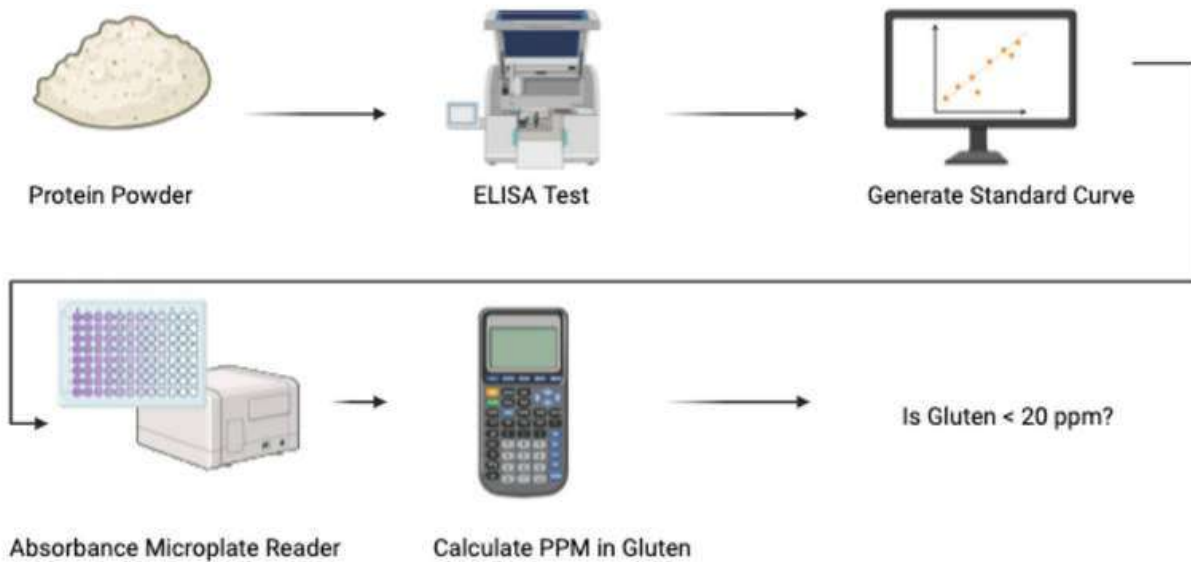 Protein Powder
ELISA Test
Generate Standard Curve
Absorbance Microplate Reader
Calculate PPM in Gluten
Is Gluten < 20 ppm?